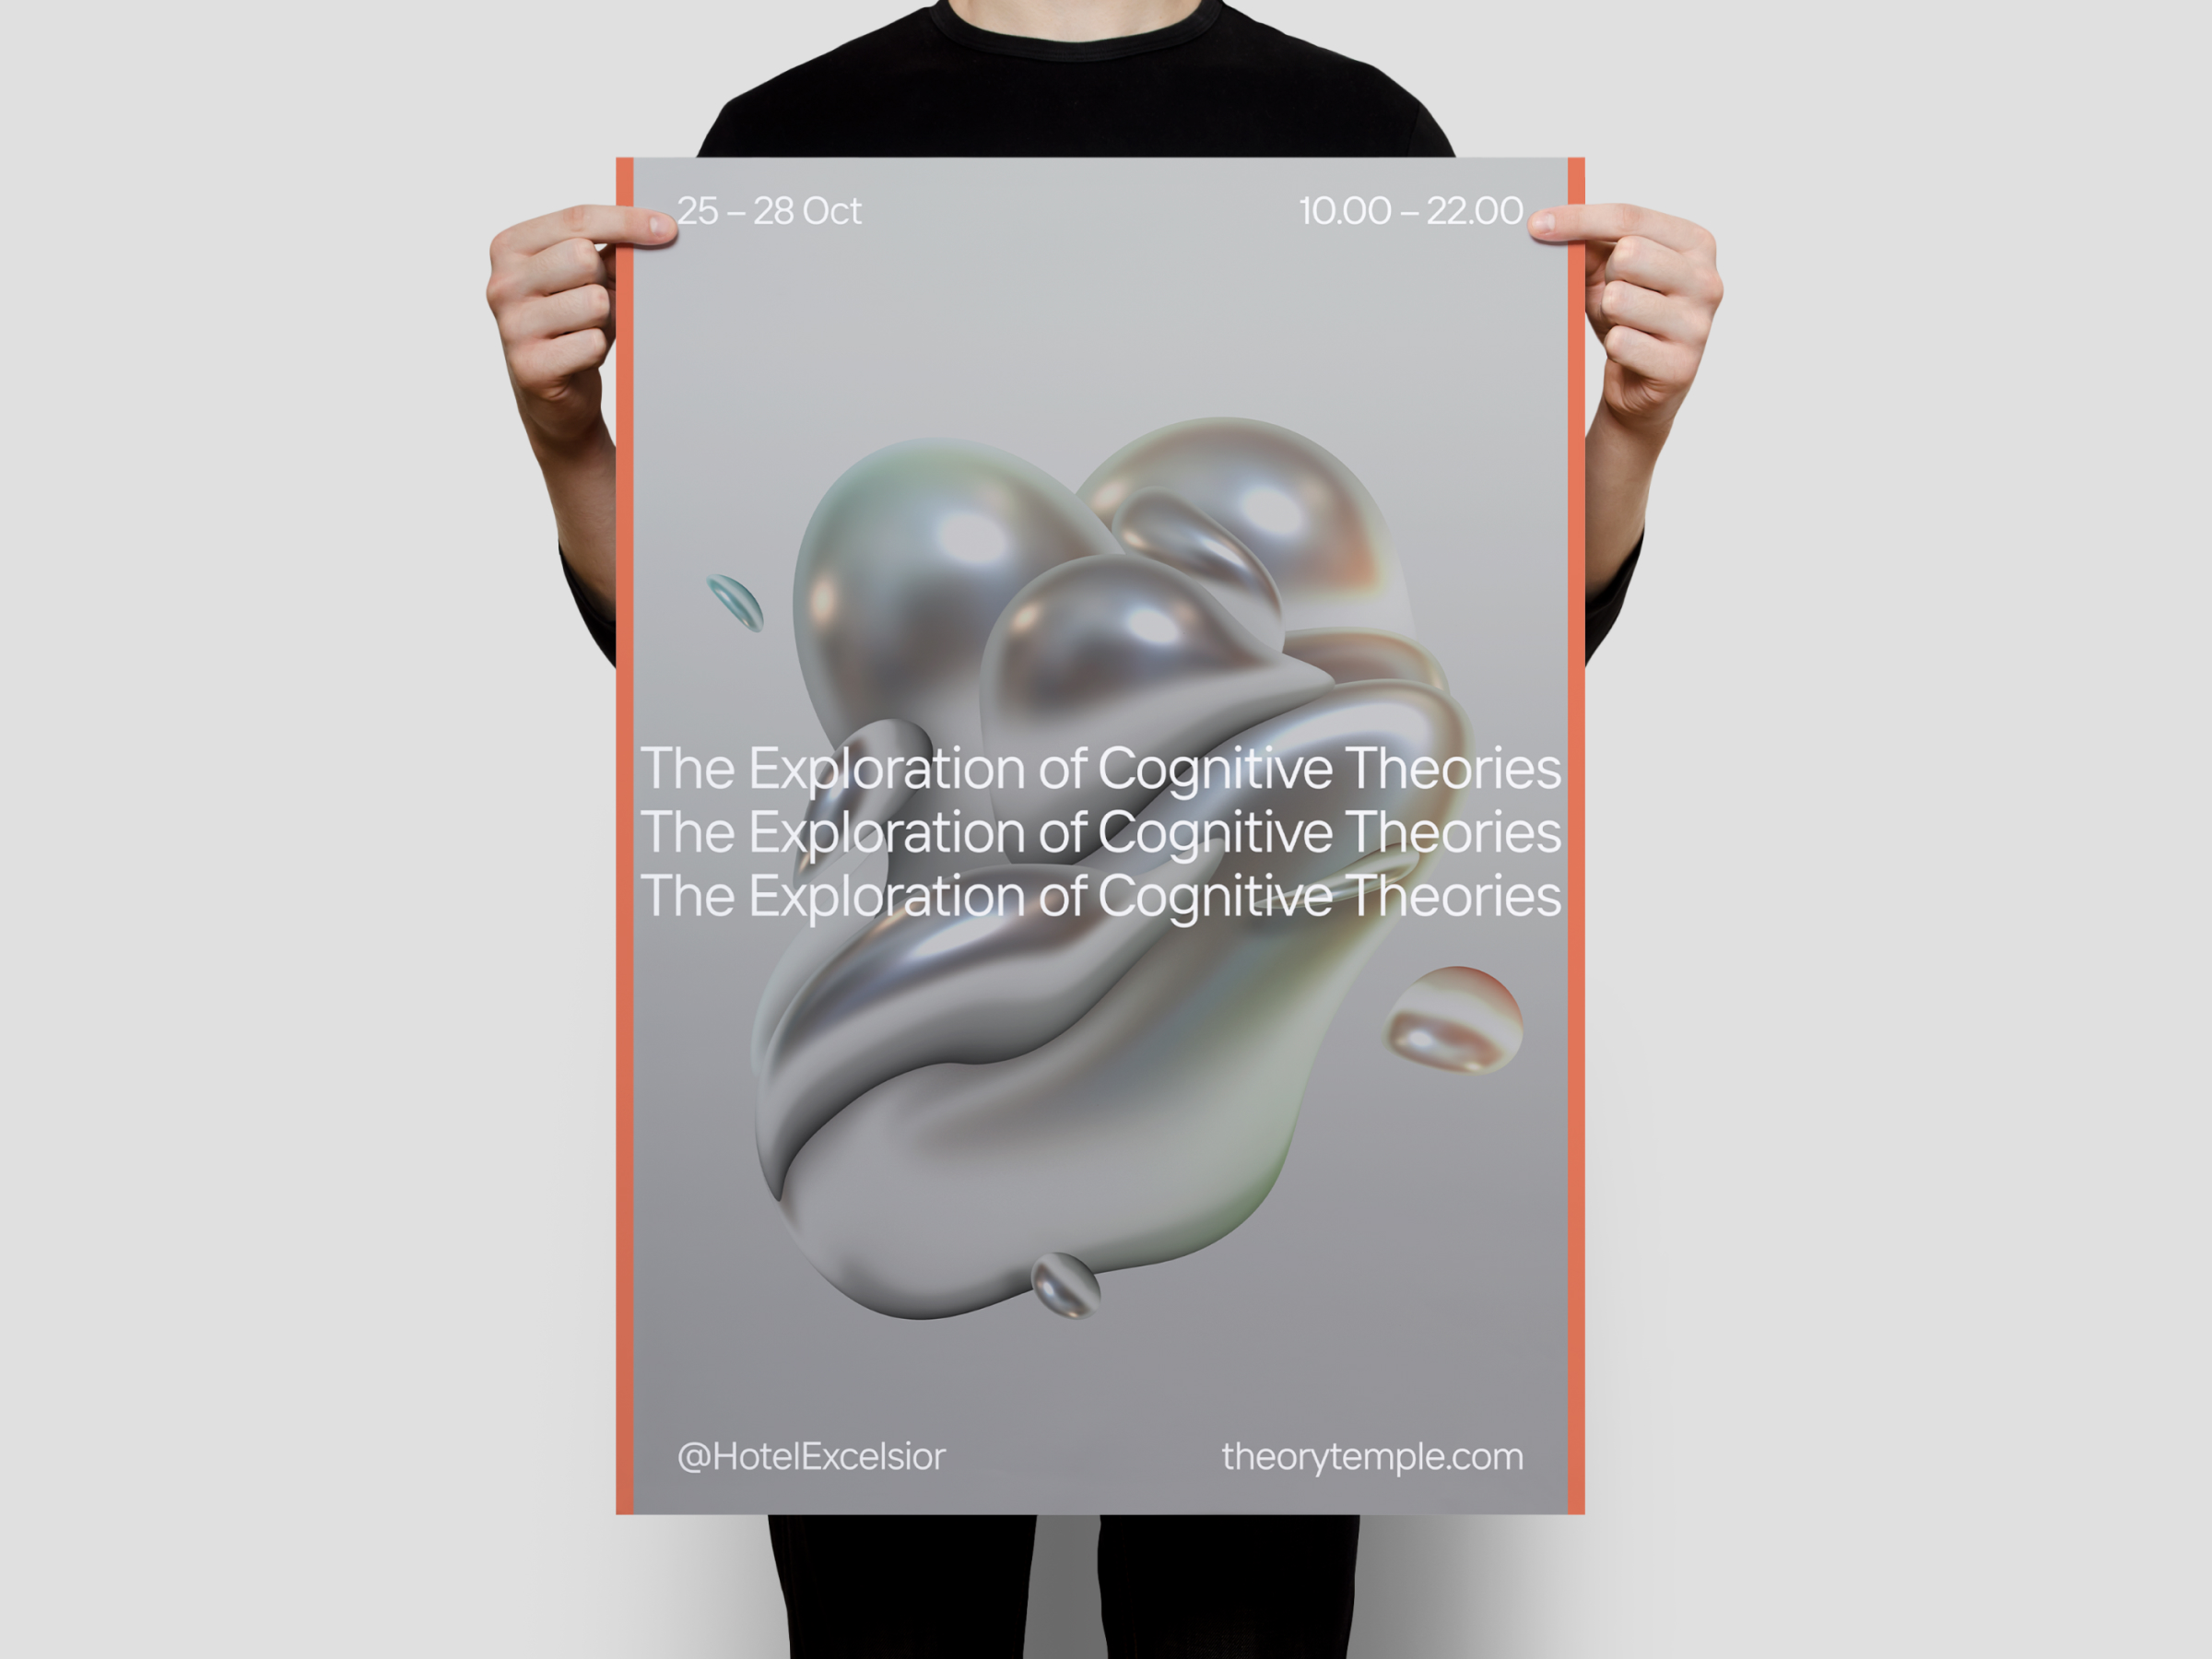 25 – 28 Oct
10.00 – 22.00
The Exploration of Cognitive Theories
The Exploration of Cognitive Theories
The Exploration of Cognitive Theories
@HotelExcelsior
theorytemple.com